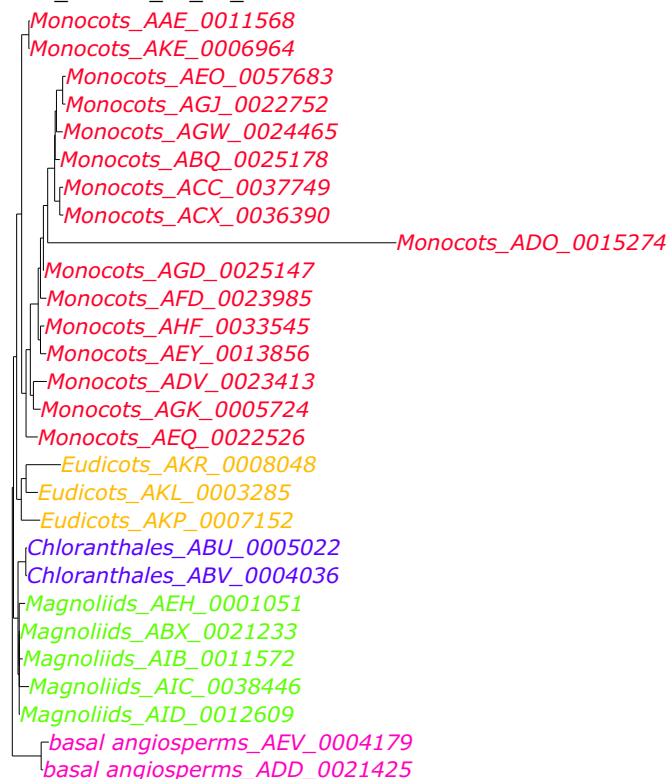 Monocots_AAE_0011568
Monocots_AKE_0006964
Monocots_AEO_0057683
Monocots_AGJ_0022752
Monocots_AGW_0024465
Monocots_ABQ_0025178
Monocots_ACC_0037749
Monocots_ACX_0036390
Monocots_ADO_0015274
Monocots_AGD_0025147
Monocots_AFD_0023985
Monocots_AHF_0033545
Monocots_AEY_0013856
Monocots_ADV_0023413
Monocots_AGK_0005724
Monocots_AEQ_0022526
Eudicots_AKR_0008048
Eudicots_AKL_0003285
Eudicots_AKP_0007152
Chloranthales_ABU_0005022
Chloranthales_ABV_0004036
Magnoliids_AEH_0001051
Magnoliids_ABX_0021233
Magnoliids_AIB_0011572
Magnoliids_AIC_0038446
Magnoliids_AID_0012609
basal angiosperms_AEV_0004179
basal angiosperms_ADD_0021425